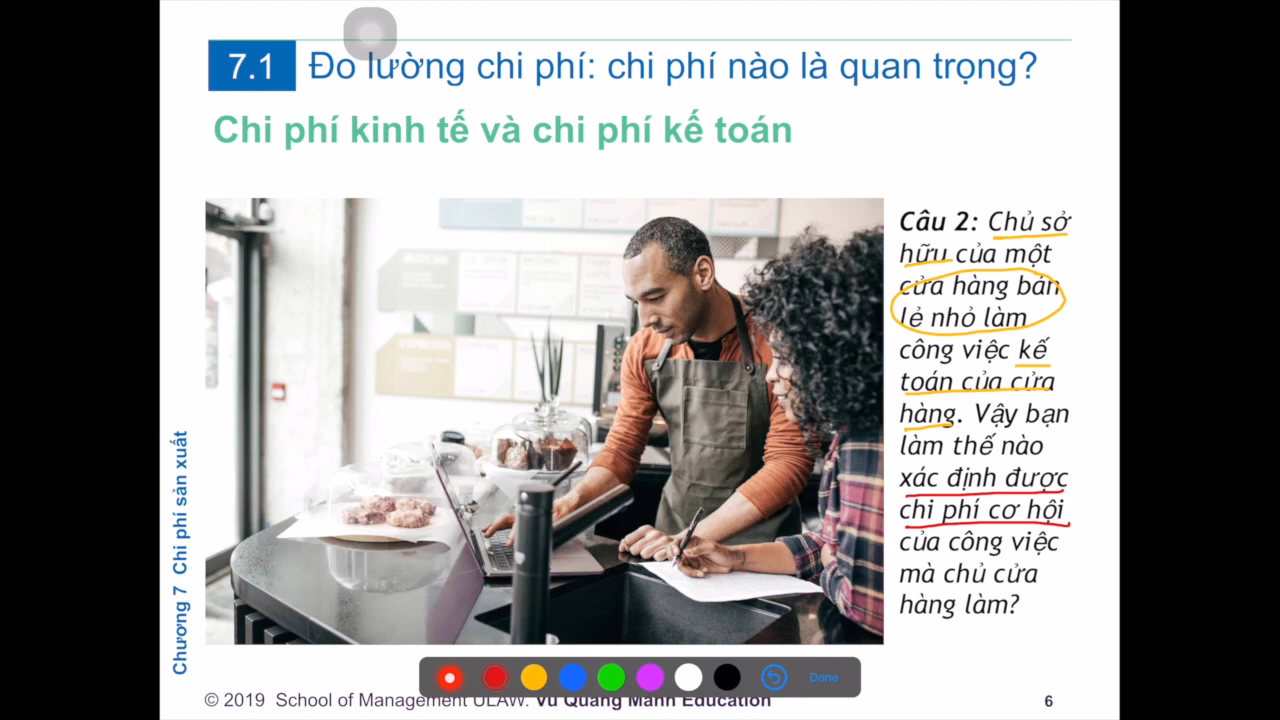 7.1 Đo lường chi phí: chi phí nào là quan trọng?
Chi phí kinh tế và chi phí kế toán
Câu 2: Chủ sở
hữu của một
cửa hàng bán
lẻ nhỏ làm
công việc kế
toán của cửa
hàng. Vậy bạn
làm thế nào
xác định được
chi phí cơ hội
của công việc
mà chủ cửa
hàng làm?
Chương 7 Chi phí sản xuất
Done
© 2019 School of Management ULAW. Vũ Quang Mạnh Education
6